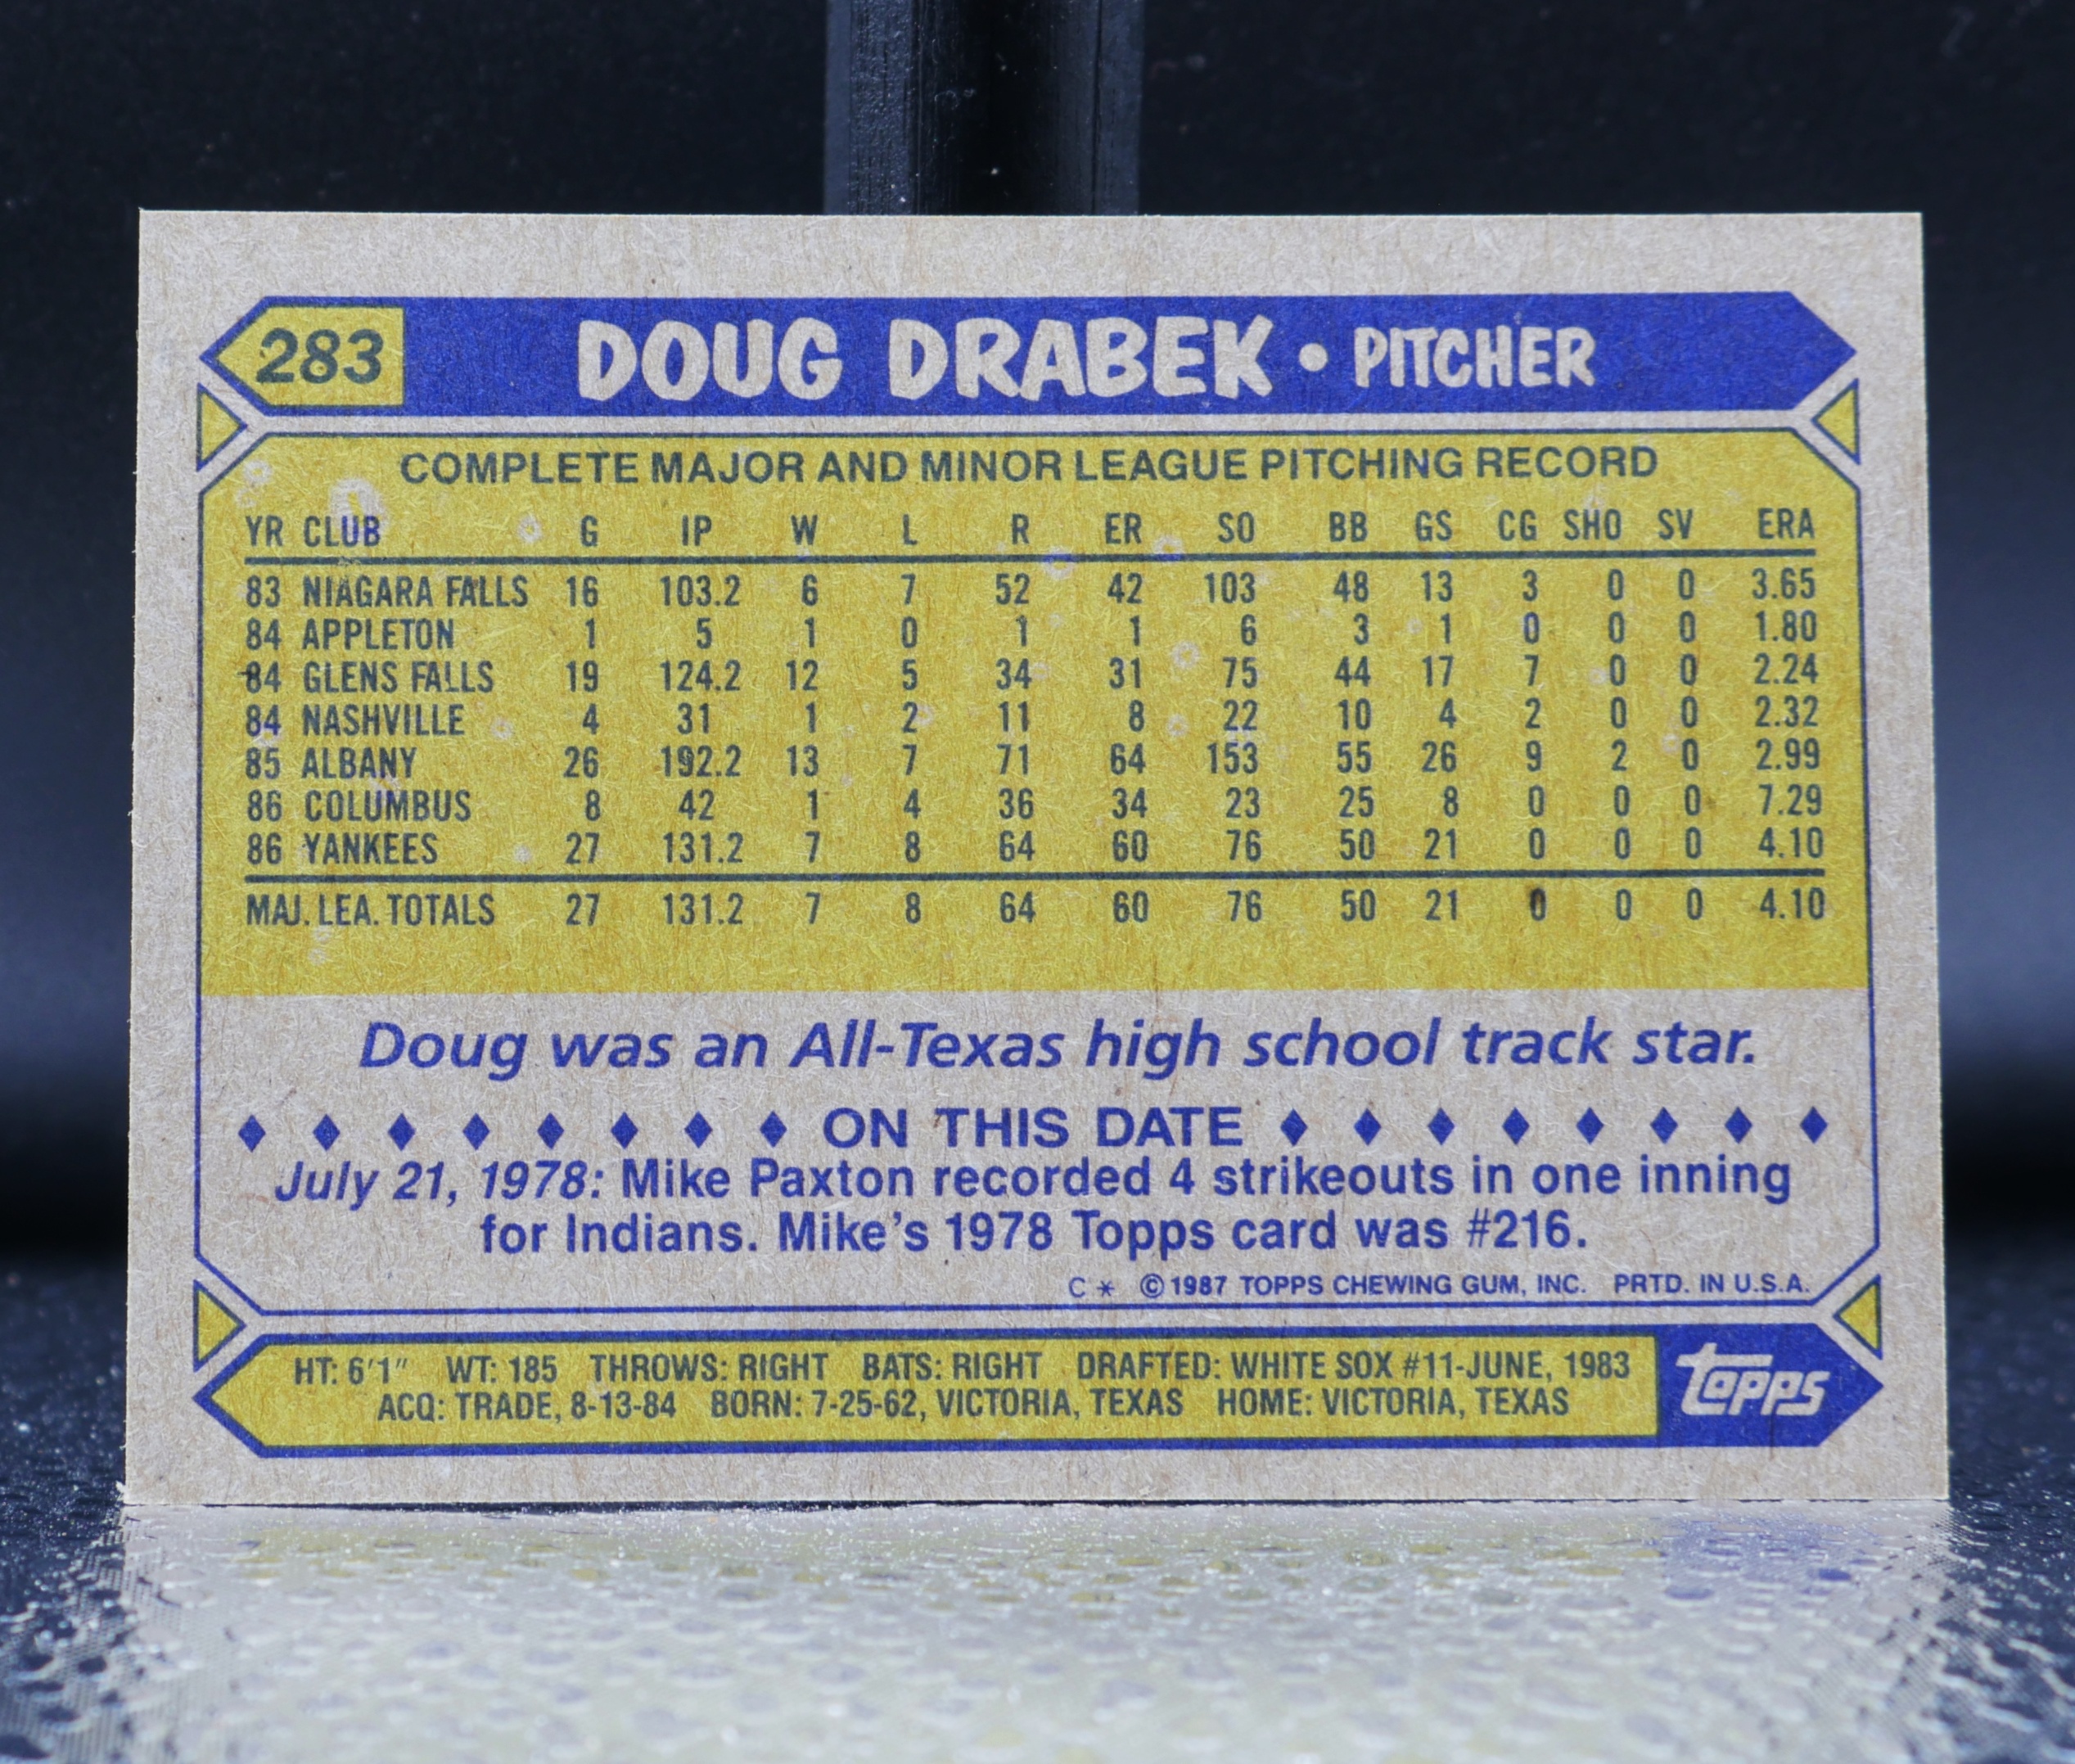 283 DOUG DRABEK • PITCHER
COMPLETE MAJOR AND MINOR LEAGUE PITCHING RECORD
YR CLUB G IP W L R ER SO BB GS CG SHO SV ERA
83 NIAGARA FALLS 16 103.2 6 7 52 42 103 48 13 3 0 0 3.65
84 APPLETON 1 5 1 0 1 1 6 3 1 0 0 0 1.80
84 GLENS FALLS 19 124.2 12 5 34 31 75 44 17 7 0 0 2.24
84 NASHVILLE 4 31 1 2 11 8 22 10 4 2 0 0 2.32
85 ALBANY 26 192.2 13 7 71 64 153 55 26 9 2 0 2.99
86 COLUMBUS 8 42 1 4 36 34 23 25 8 0 0 0 7.29
86 YANKEES 27 131.2 7 8 64 60 76 50 21 0 0 0 4.10
MAJ. LEA. TOTALS 27 131.2 7 8 64 60 76 50 21 0 0 0 4.10
Doug was an All-Texas high school track star.
♦ ♦ ♦ ♦ ♦ ♦ ♦ ♦ ON THIS DATE ♦ ♦ ♦ ♦ ♦ ♦ ♦ ♦
July 21, 1978: Mike Paxton recorded 4 strikeouts in one inning
for Indians. Mike's 1978 Topps card was #216.
C * © 1987 TOPPS CHEWING GUM, INC. PRTD. IN U.S.A.
HT: 6'1" WT: 185 THROWS: RIGHT BATS: RIGHT DRAFTED: WHITE SOX #11-JUNE, 1983
ACQ: TRADE, 8-13-84 BORN: 7-25-62, VICTORIA, TEXAS HOME: VICTORIA, TEXAS
topps